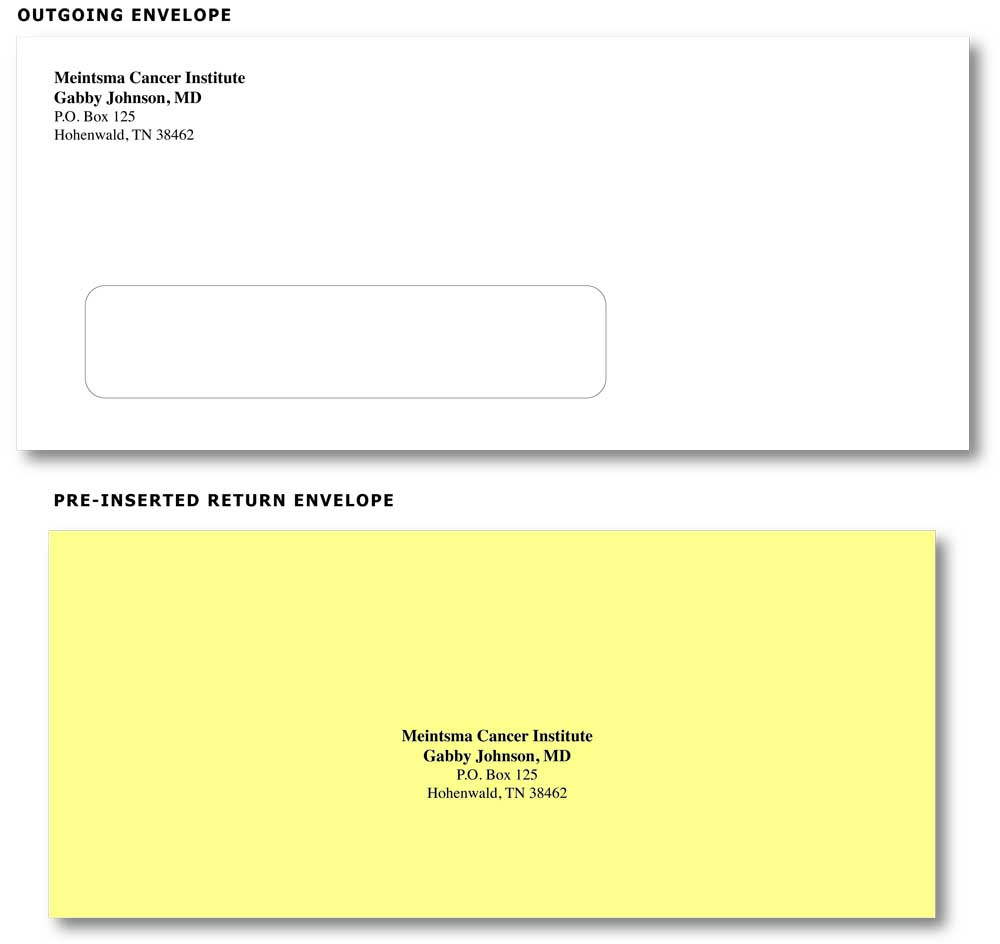 OUTGOING ENVELOPE
Meintsma Cancer Institute
Gabby Johnson, MD
P.O. Box 125
Hohenwald, TN 38462
PRE-INSERTED RETURN ENVELOPE
Meintsma Cancer Institute
Gabby Johnson, MD
P.O. Box 125
Hohenwald, TN 38462